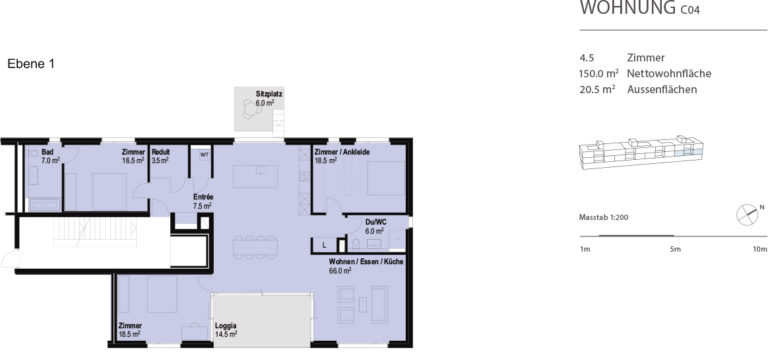 WOHNUNG C04
Ebene 1
4.5 Zimmer
150.0 m² Nettowohnfläche
20.5 m² Aussenflächen
Sitzplatz
6.0 m²
Bad
7.0 m²
Zimmer
16.5 m²
Reduit
3.5 m²
WT
Zimmer / Ankleide
18.5 m²
Entrée
7.5 m²
Du/WC
6.0 m²
L
Wohnen / Essen / Küche
66.0 m²
Zimmer
18.5 m²
Loggia
14.5 m²
N
Masstab 1:200
1m 5m 10m